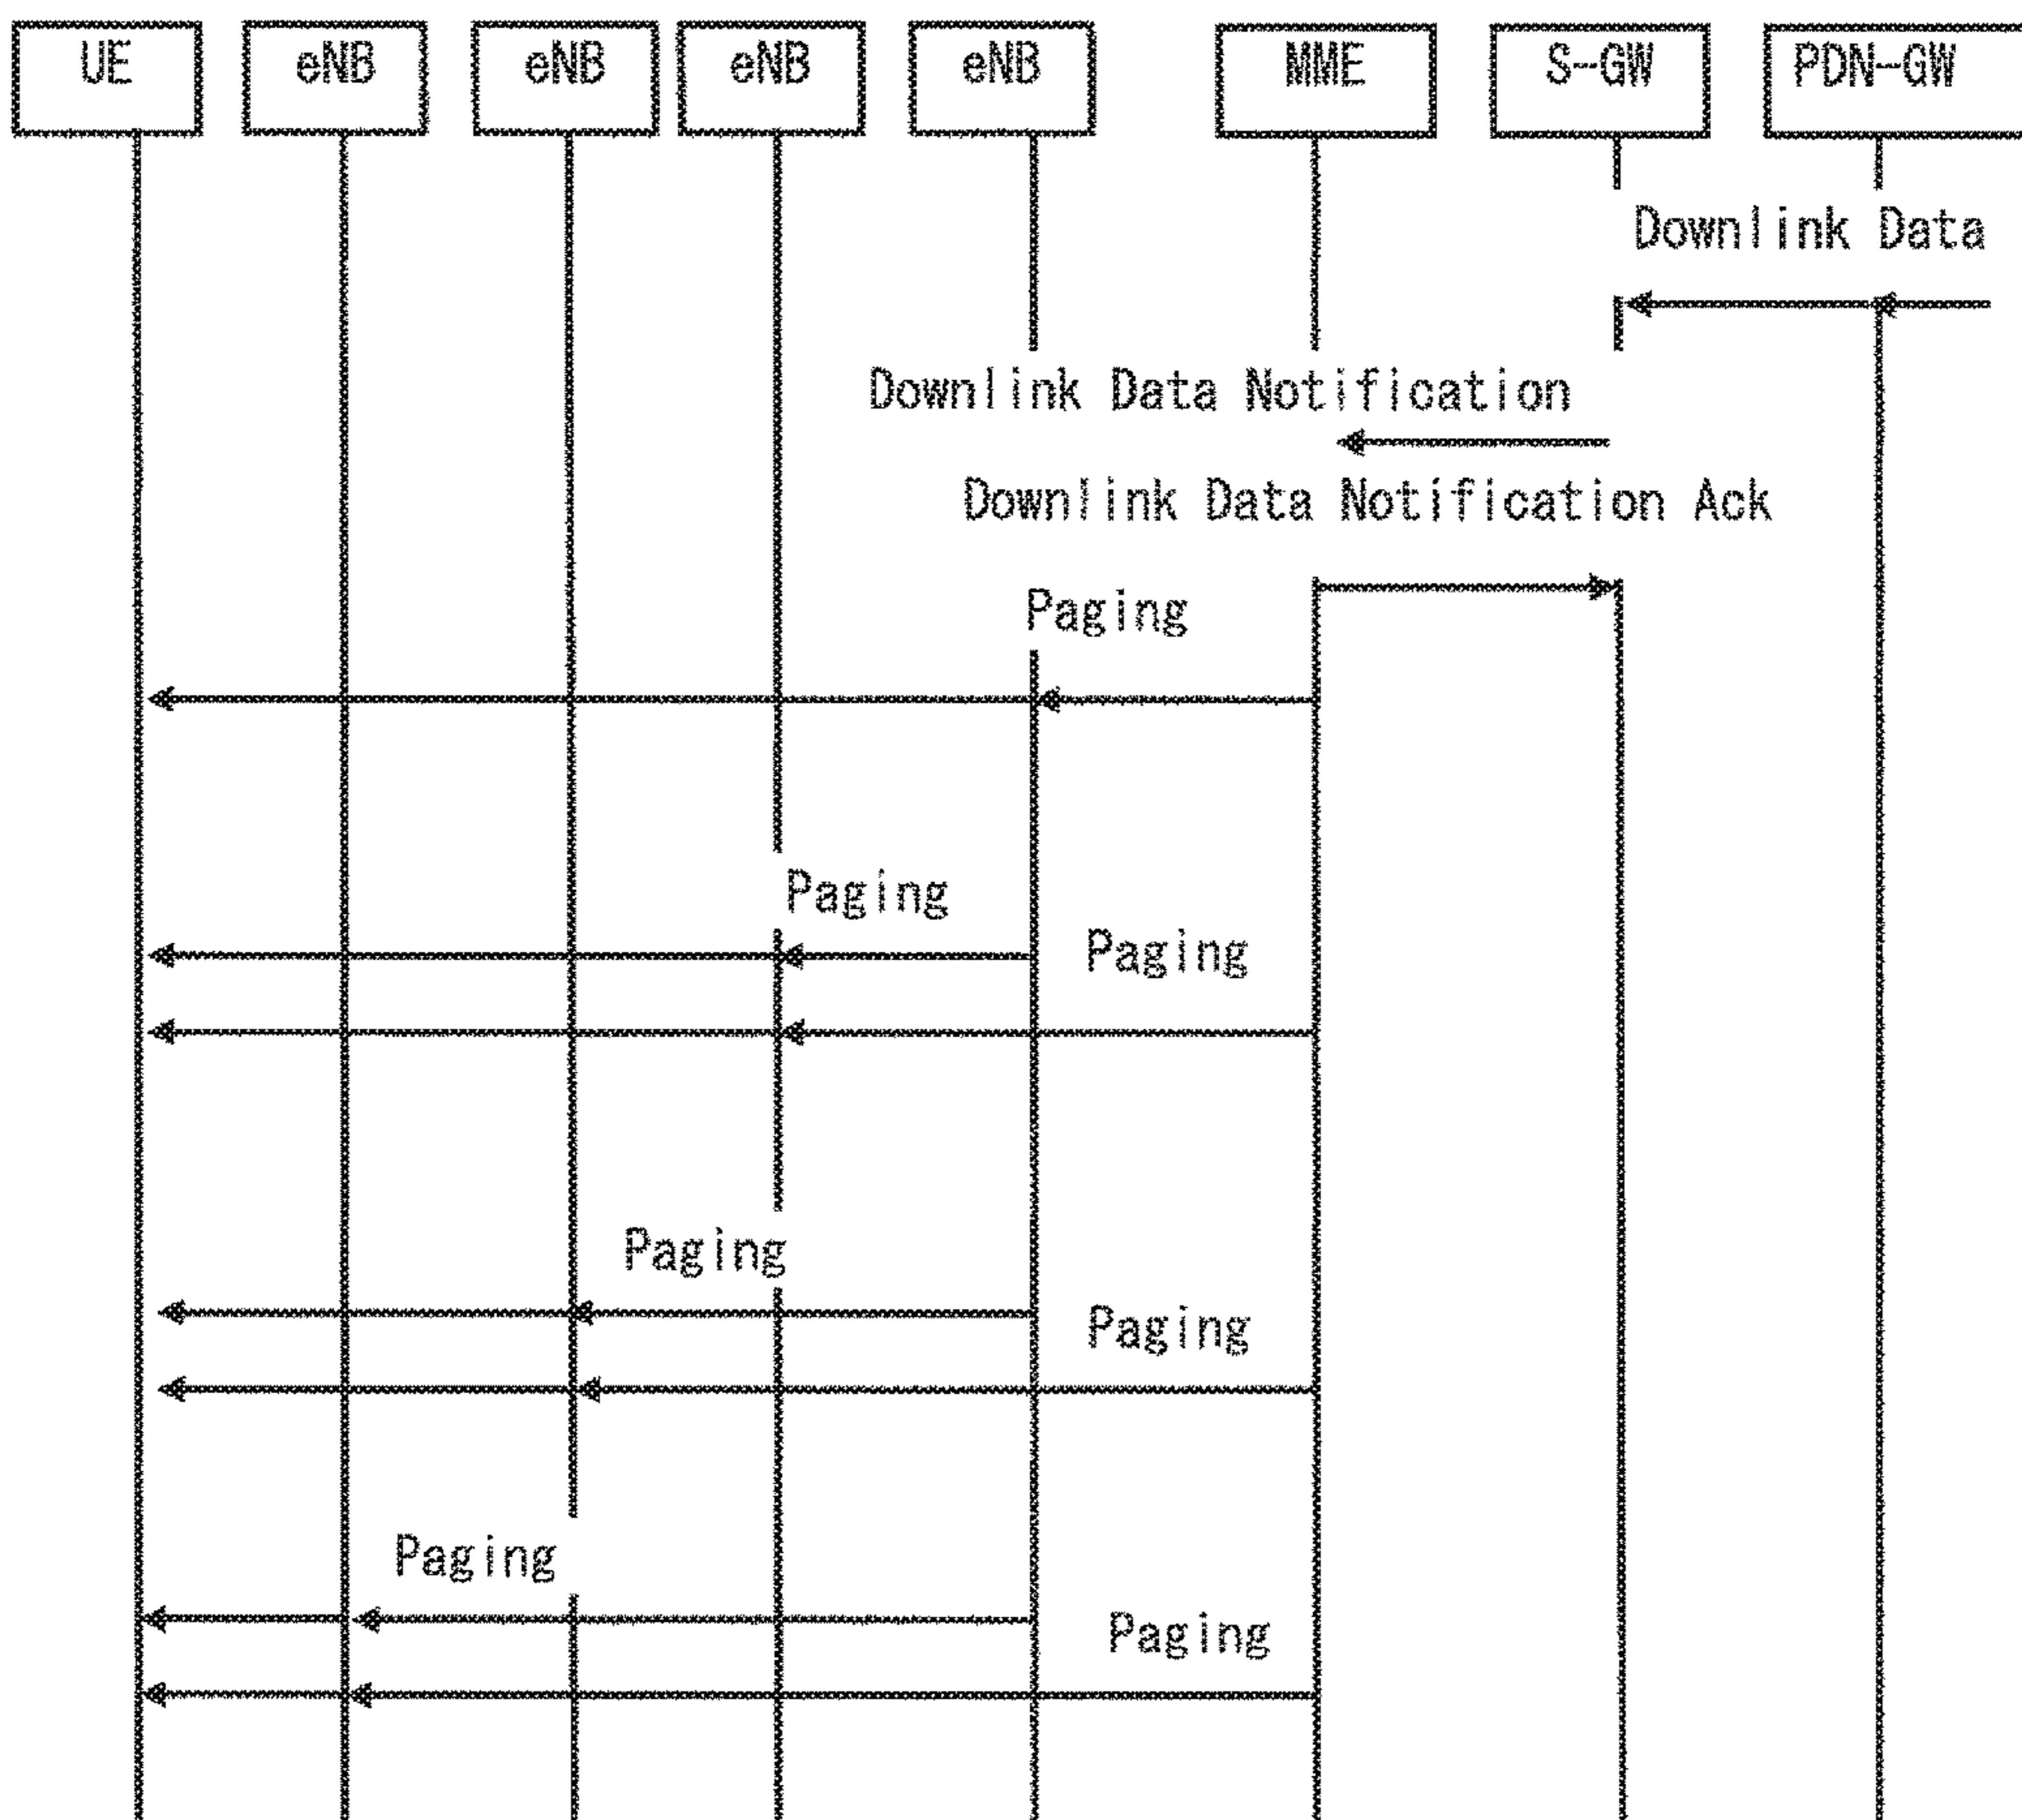 UE eNB eNB eNB eNB MME S-GW PDN-GW
Downlink Data
Downlink Data Notification
Downlink Data Notification Ack
Paging
Paging
Paging
Paging
Paging
Paging
Paging